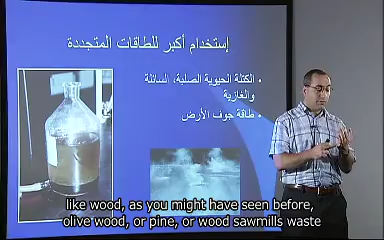 إستخدام أكبر للطاقات المتجددة
• الكتلة الحيوية الصلبة، السائلة
والغازية
• طاقة جوف الأرض
like wood, as you might have seen before,
olive wood, or pine, or wood sawmills waste